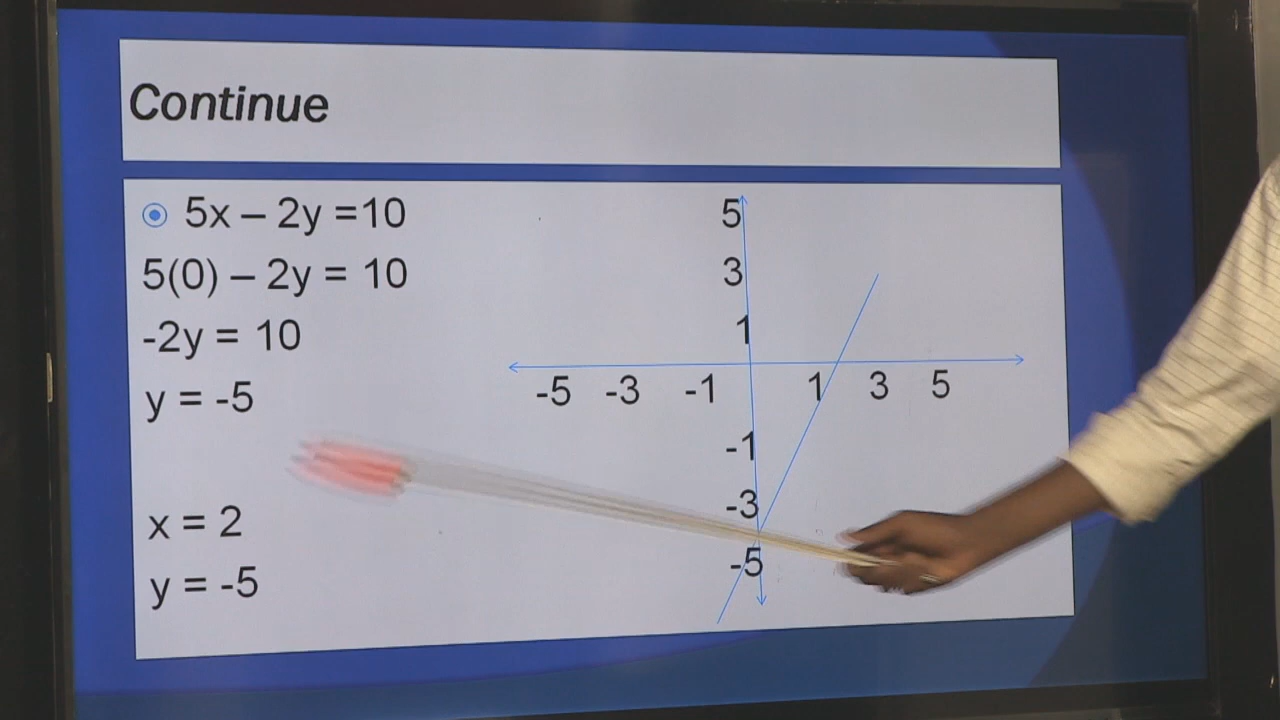 Continue
5x – 2y =10
5(0) – 2y = 10
-2y = 10
y = -5
x = 2
y = -5
5
3
1
-5 -3 -1 1 3 5
-1
-3
-5